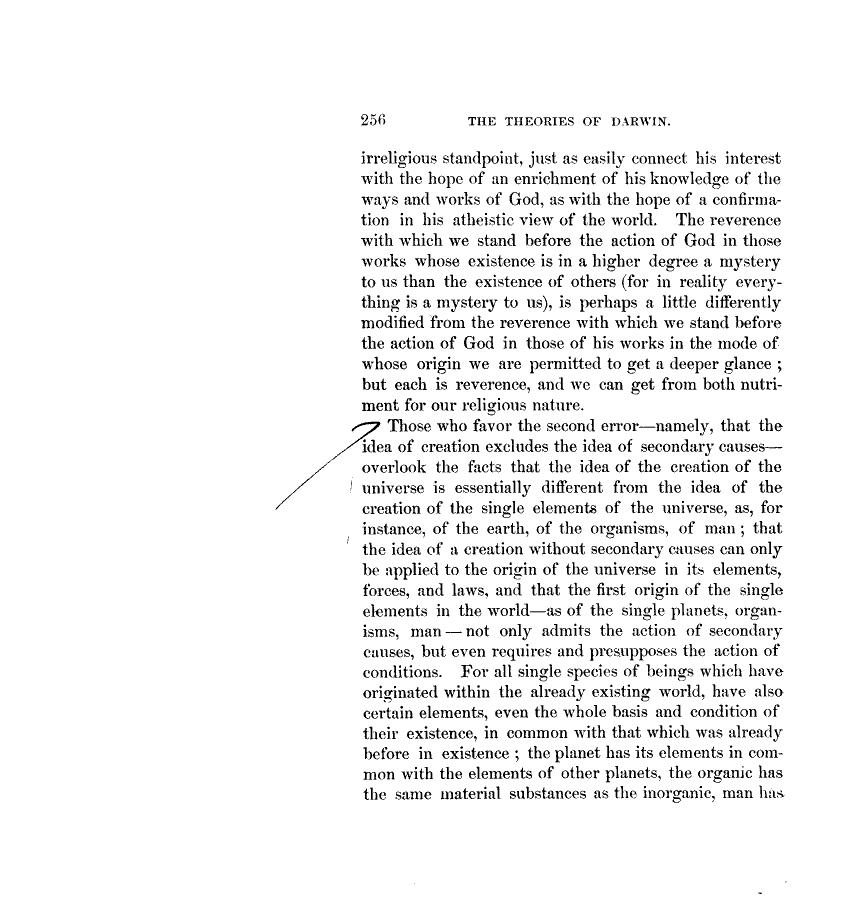 256 THE THEORIES OF DARWIN.
irreligious standpoint, just as easily connect his interest
with the hope of an enrichment of his knowledge of the
ways and works of God, as with the hope of a confirma-
tion in his atheistic view of the world. The reverence
with which we stand before the action of God in those
works whose existence is in a higher degree a mystery
to us than the existence of others (for in reality every-
thing is a mystery to us), is perhaps a little differently
modified from the reverence with which we stand before
the action of God in those of his works in the mode of
whose origin we are permitted to get a deeper glance ;
but each is reverence, and we can get from both nutri-
ment for our religious nature.
Those who favor the second error—namely, that the
idea of creation excludes the idea of secondary causes—
overlook the facts that the idea of the creation of the
universe is essentially different from the idea of the
creation of the single elements of the universe, as, for
instance, of the earth, of the organisms, of man ; that
the idea of a creation without secondary causes can only
be applied to the origin of the universe in its elements,
forces, and laws, and that the first origin of the single
elements in the world—as of the single planets, organ-
isms, man — not only admits the action of secondary
causes, but even requires and presupposes the action of
conditions. For all single species of beings which have
originated within the already existing world, have also
certain elements, even the whole basis and condition of
their existence, in common with that which was already
before in existence ; the planet has its elements in com-
mon with the elements of other planets, the organic has
the same material substances as the inorganic, man has